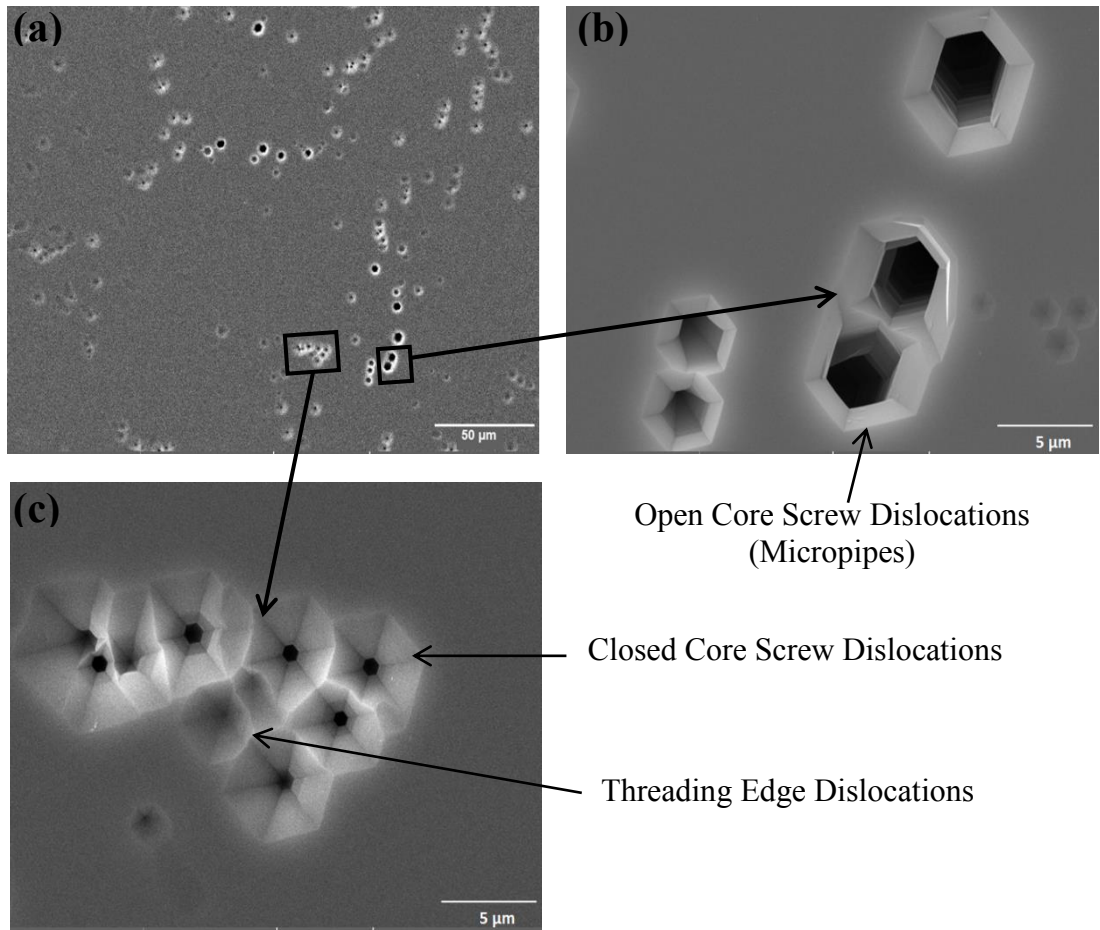 (a)
(b)
50 μm
5 μm
(c)
Open Core Screw Dislocations
(Micropipes)
Closed Core Screw Dislocations
Threading Edge Dislocations
5 μm